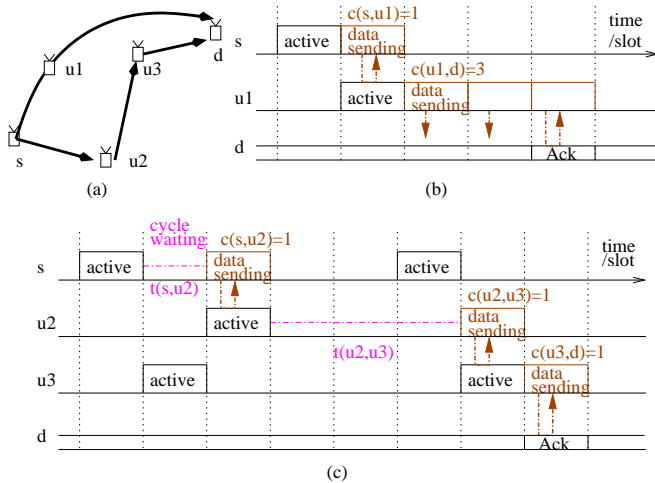 s
u1
u2
u3
d
(a)
c(s,u1)=1
time
/slot
s
active
data
sending
c(u1,d)=3
u1
active
data
sending
d
Ack
(b)
cycle
waiting
c(s,u2)=1
time
/slot
s
active
data
sending
active
t(s,u2)
c(u2,u3)=1
u2
active
data
sending
t(u2,u3)
c(u3,d)=1
u3
active
active
data
sending
d
Ack
(c)